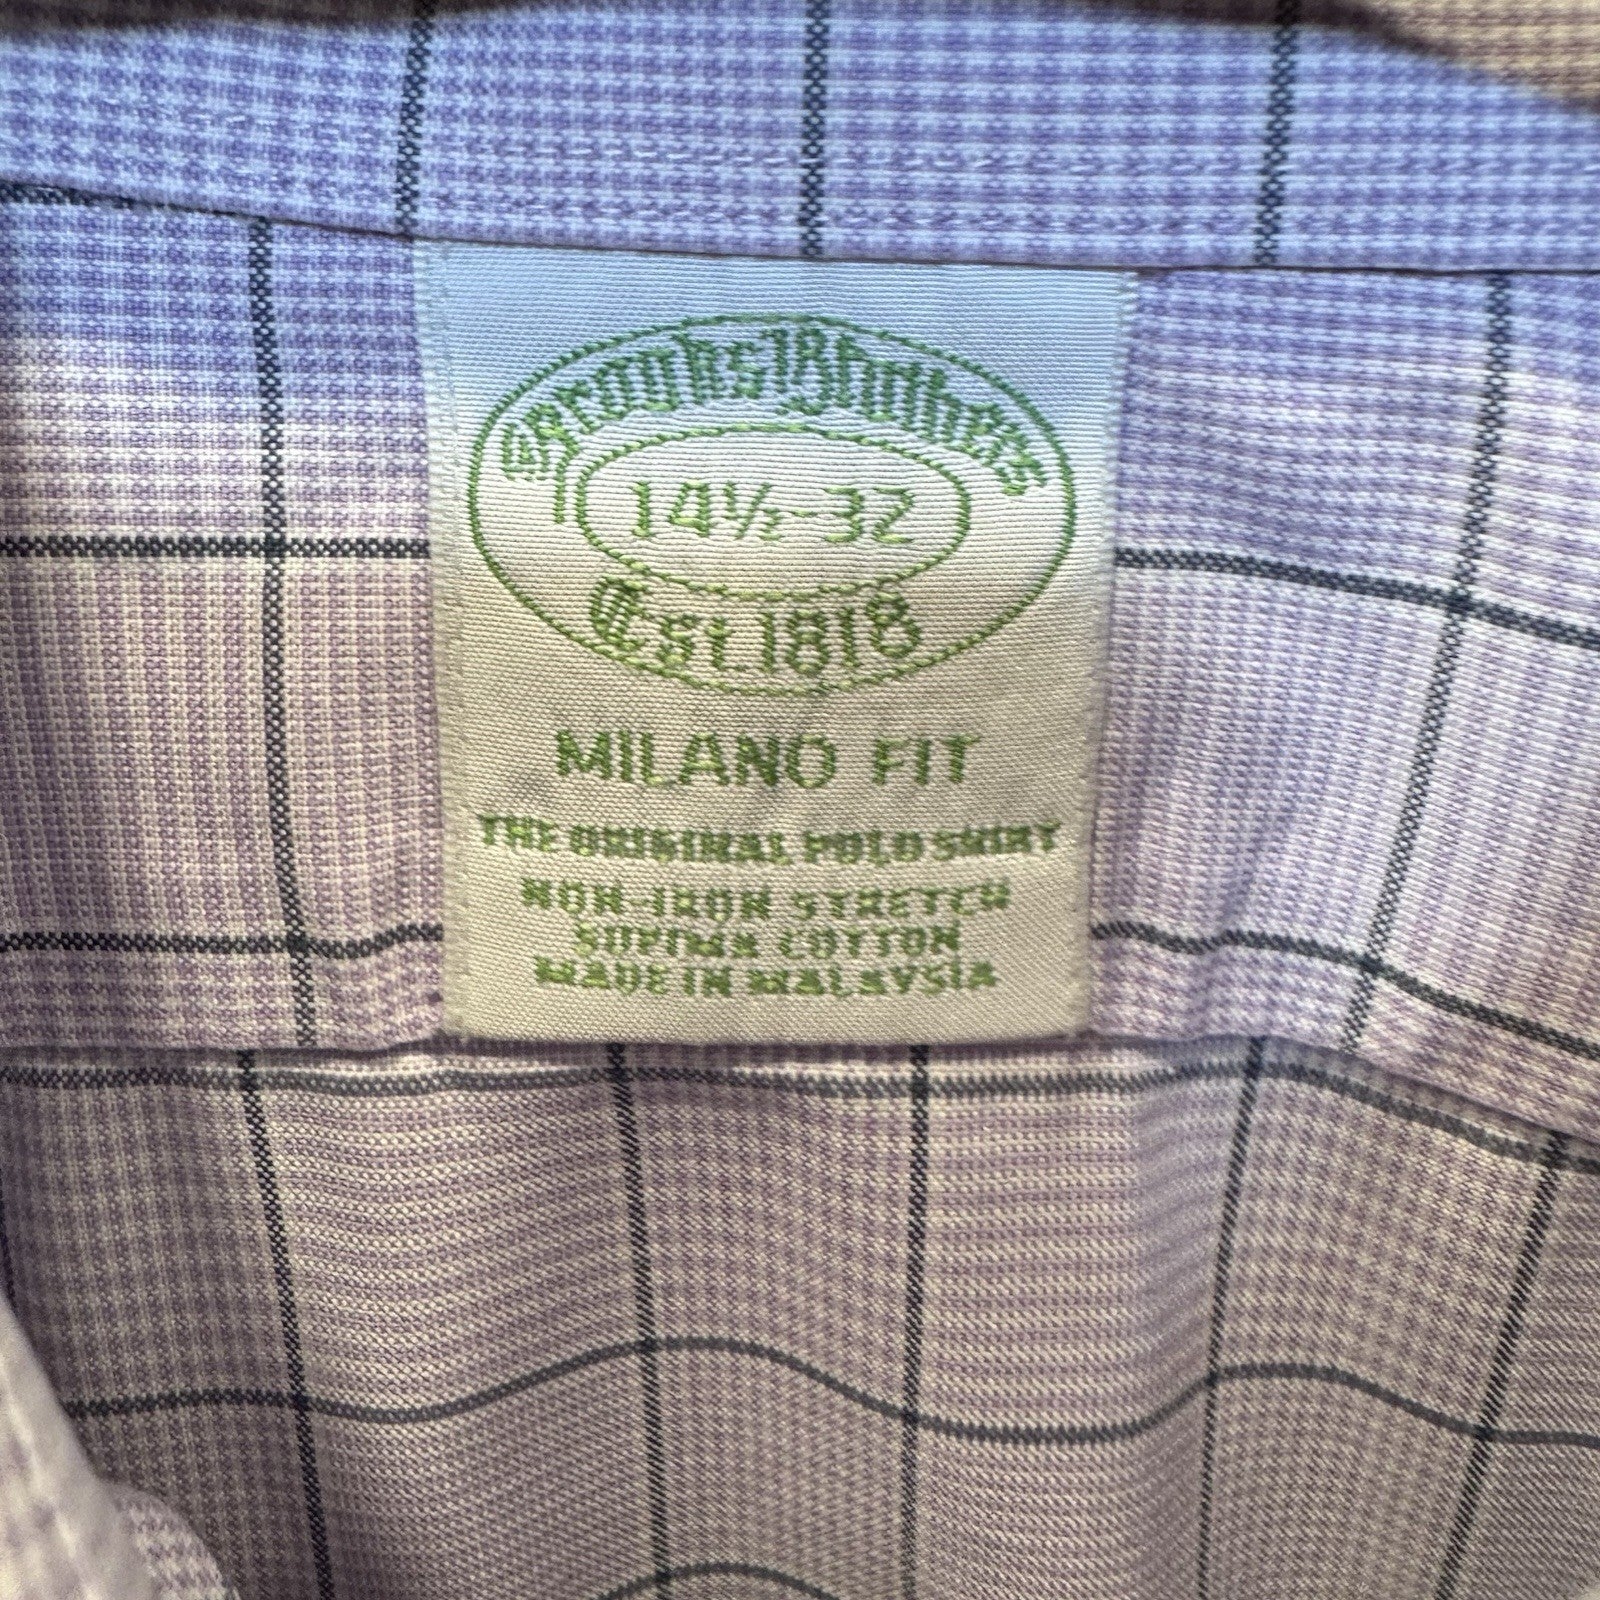 Brooks Brothers
14½-32
Est. 1818
MILANO FIT
THE ORIGINAL POLO SHIRT
NON-IRON STRETCH
SUPIMA COTTON
MADE IN MALAYSIA